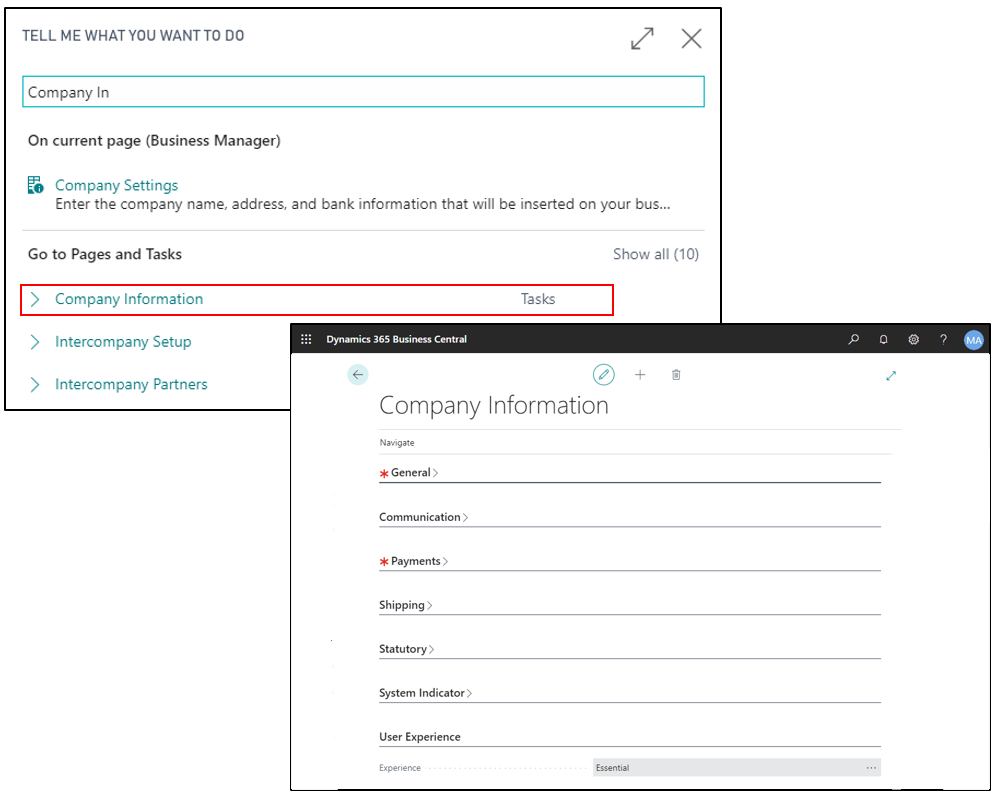 TELL ME WHAT YOU WANT TO DO
Company In
On current page (Business Manager)
Company Settings
Enter the company name, address, and bank information that will be inserted on your bus...
Go to Pages and Tasks Show all (10)
Company Information Tasks
Intercompany Setup
Intercompany Partners
Dynamics 365 Business Central ? MA
Company Information
Navigate
* General >
Communication >
* Payments >
Shipping >
Statutory >
System Indicator >
User Experience
Experience Essential ...